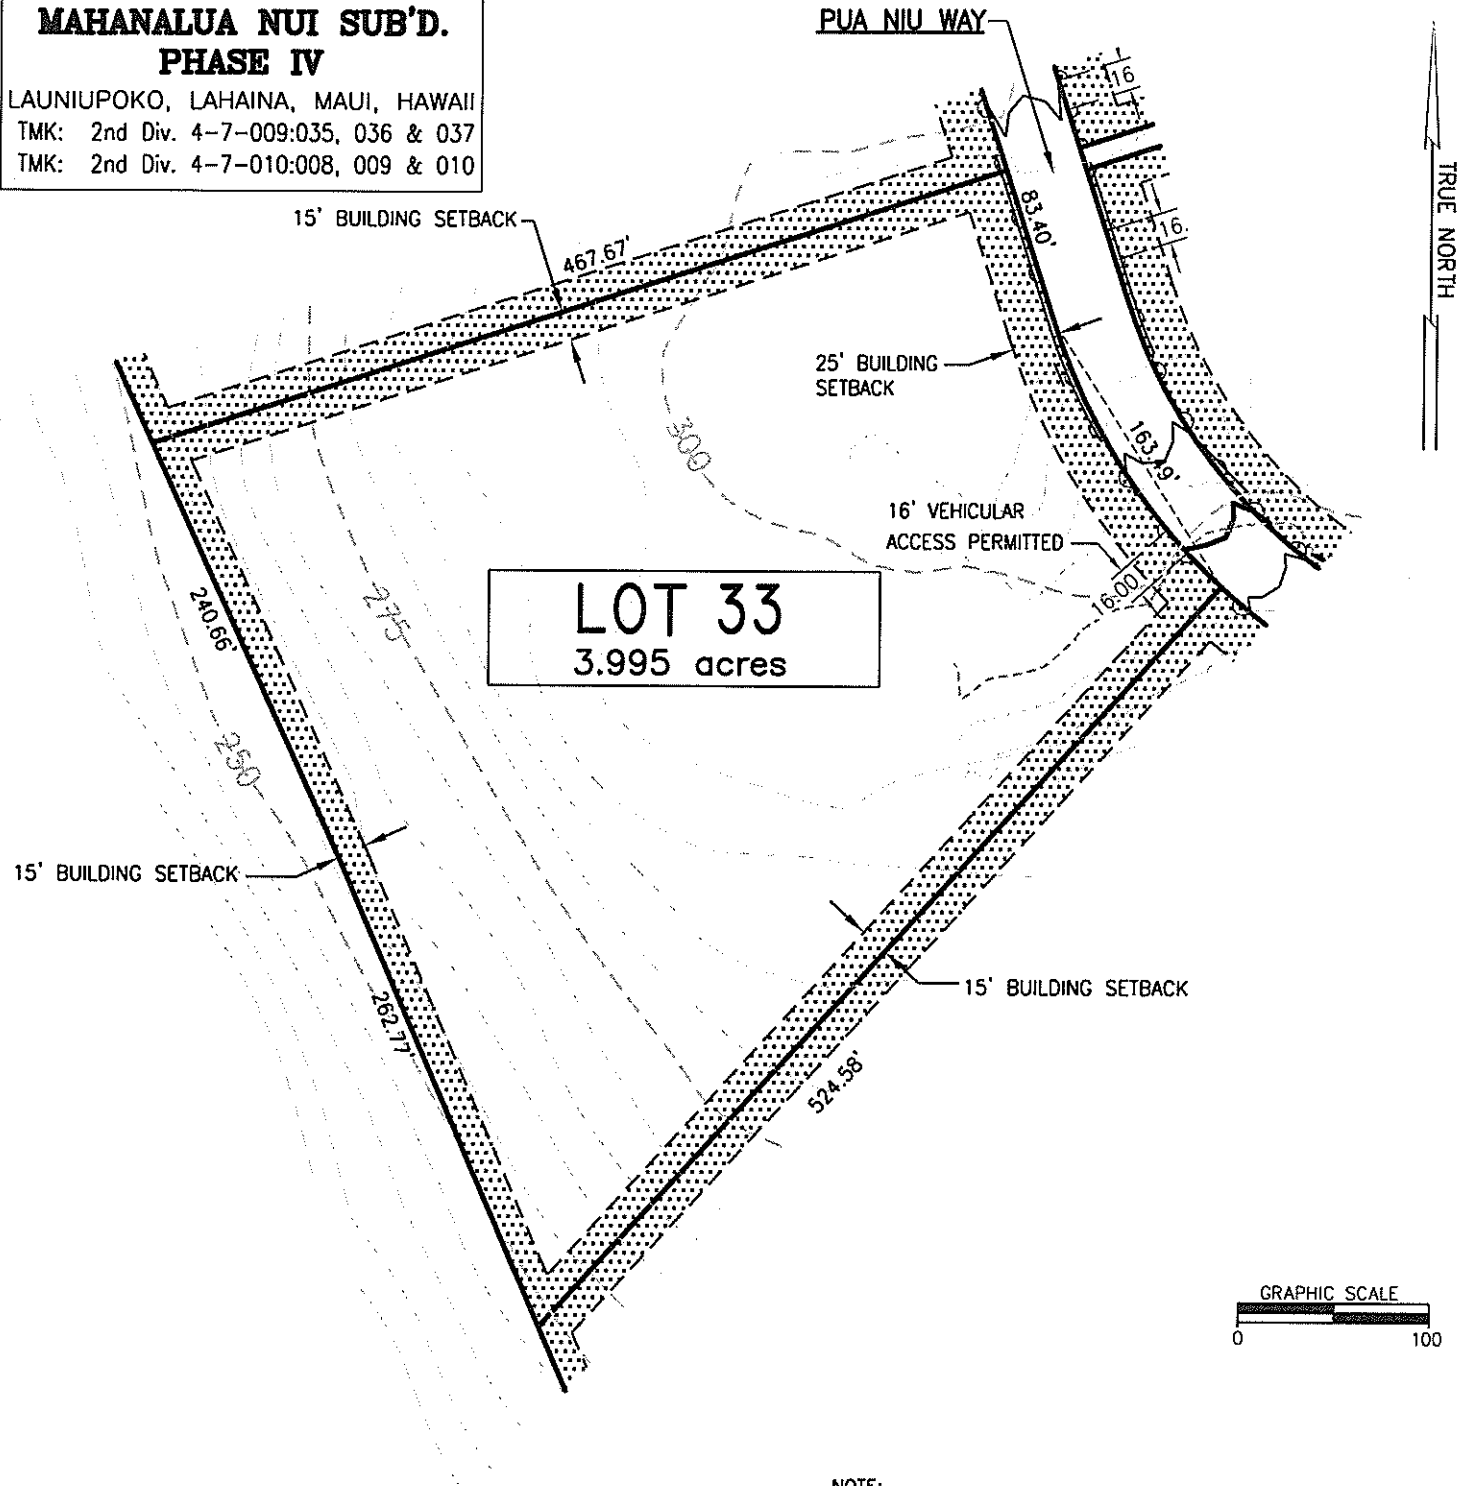 MAHANALUA NUI SUB'D.
PHASE IV
LAUNIUPOKO, LAHAINA, MAUI, HAWAII
TMK: 2nd Div. 4-7-009:035, 036 & 037
TMK: 2nd Div. 4-7-010:008, 009 & 010
PUA NIU WAY
16
16.
TRUE NORTH
15' BUILDING SETBACK
467.67'
83.40'
25' BUILDING
SETBACK
163.49'
300
16' VEHICULAR
ACCESS PERMITTED
16.00'
LOT 33
3.995 acres
240.66'
275
250
15' BUILDING SETBACK
262.77'
15' BUILDING SETBACK
524.58'
GRAPHIC SCALE
0 100
NOTE: